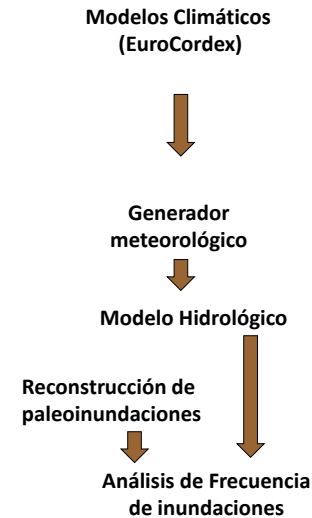 Modelos Climáticos
(EuroCordex)
Generador
meteorológico
Modelo Hidrológico
Reconstrucción de
paleoinundaciones
Análisis de Frecuencia
de inundaciones